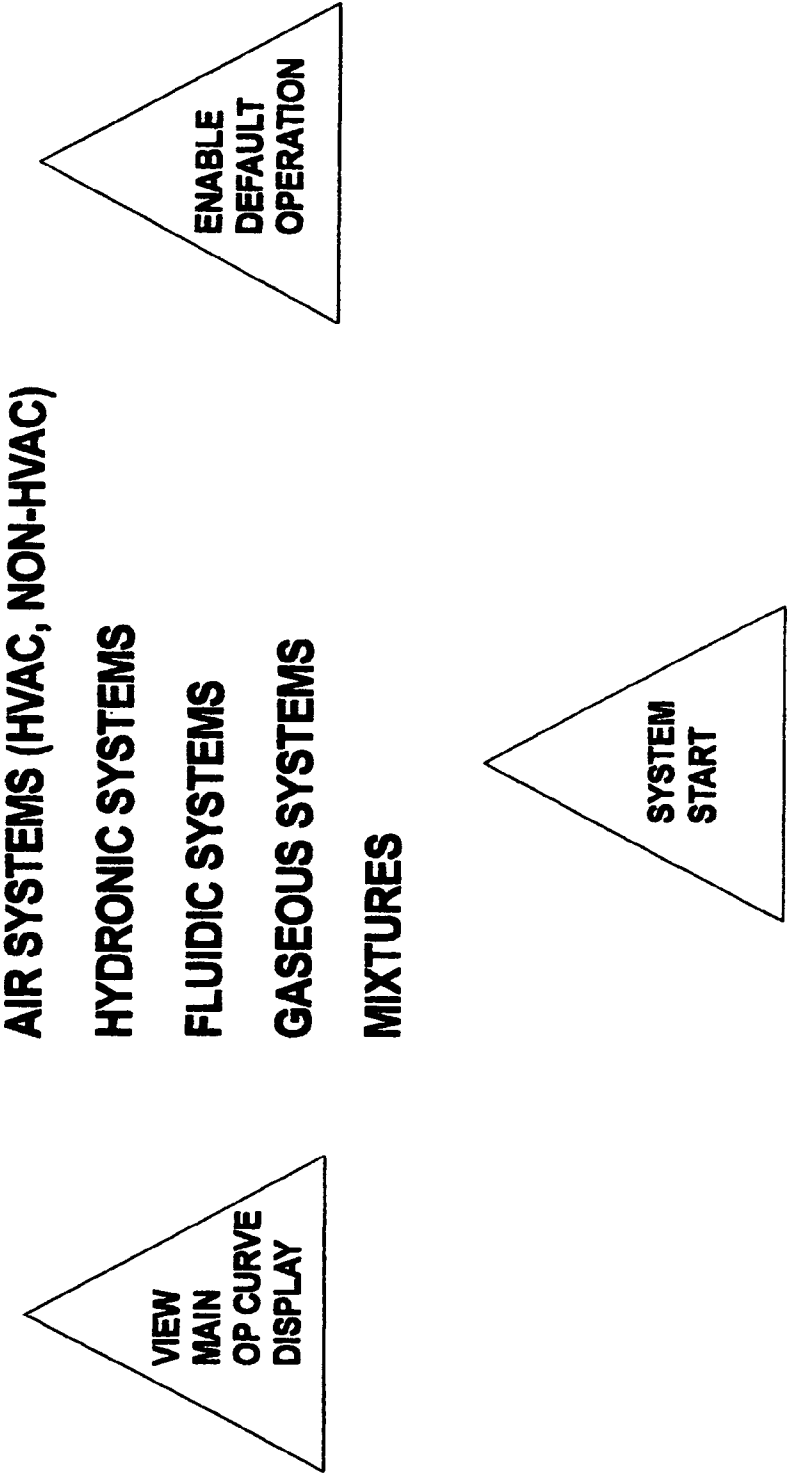 AIR SYSTEMS (HVAC, NON-HVAC)
HYDRONIC SYSTEMS
FLUIDIC SYSTEMS
GASEOUS SYSTEMS
MIXTURES
VIEW
MAIN
OP CURVE
DISPLAY
SYSTEM
START
ENABLE
DEFAULT
OPERATION